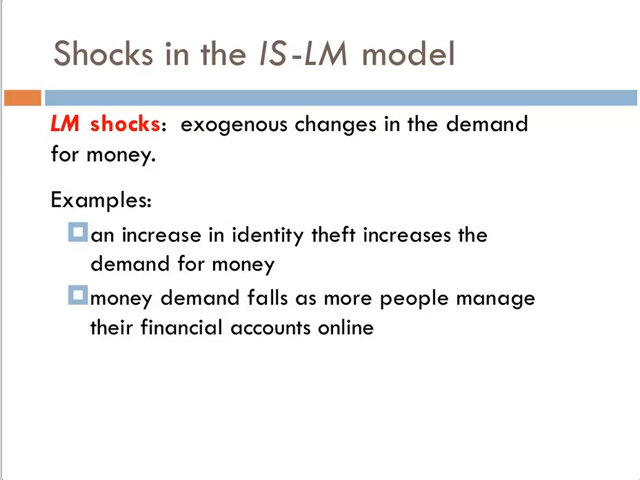 Shocks in the IS-LM model
LM shocks: exogenous changes in the demand
for money.
Examples:
an increase in identity theft increases the
demand for money
money demand falls as more people manage
their financial accounts online